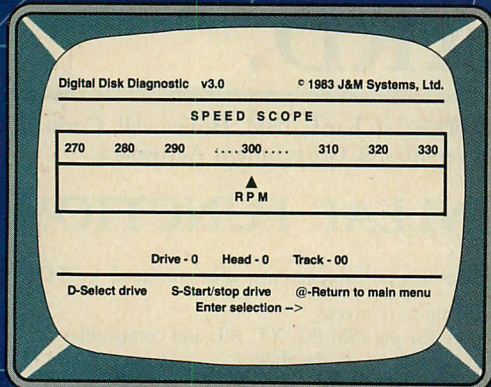 Digital Disk Diagnostic v3.0 © 1983 J&M Systems, Ltd.
SPEED SCOPE
270 280 290 ....300.... 310 320 330
RPM
Drive - 0 Head - 0 Track - 00
D-Select drive S-Start/stop drive @-Return to main menu
Enter selection -->